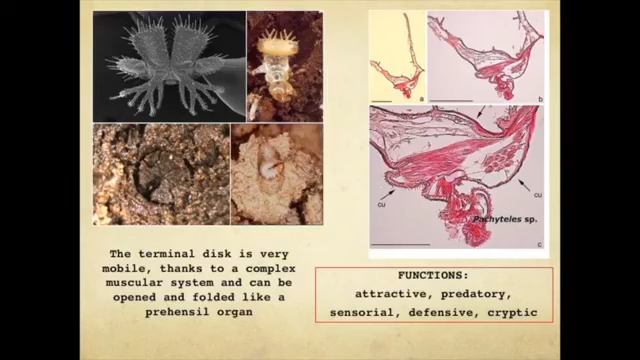 a
b
cu
cu
Pachyteles sp.
c
The terminal disk is very
mobile, thanks to a complex
muscular system and can be
opened and folded like a
prehensil organ
FUNCTIONS:
attractive, predatory,
sensorial, defensive, cryptic